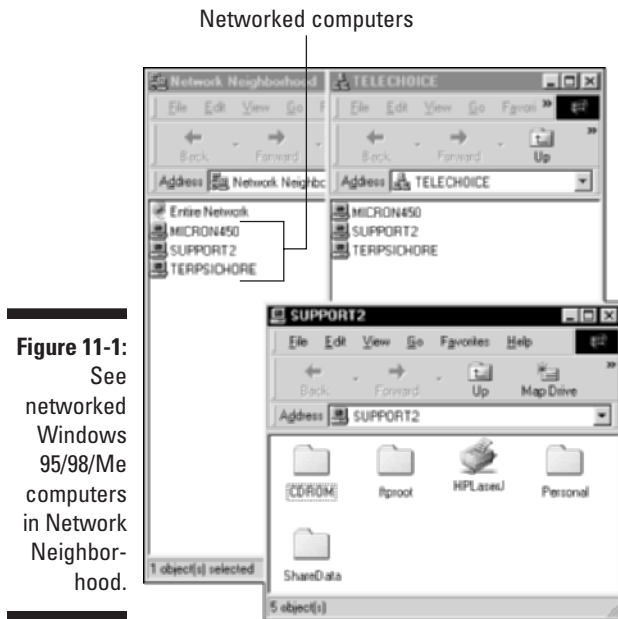 Networked computers
Network Neighborhood
File Edit View Go F
Back Forward
Address Network Neighbc
Entire Network
MICRON450
SUPPORT2
TERPSICHORE
1 object(s) selected
TELECHOICE
File Edit View Go Favori »
Back Forward Up »
Address TELECHOICE
MICRON450
SUPPORT2
TERPSICHORE
SUPPORT2
File Edit View Go Favorites Help
Back Forward Up Map Drive »
Address SUPPORT2
CDROM ftproot HPLaserJ Personal
ShareData
5 object(s)
Figure 11-1:
See
networked
Windows
95/98/Me
computers
in Network
Neighbor-
hood.